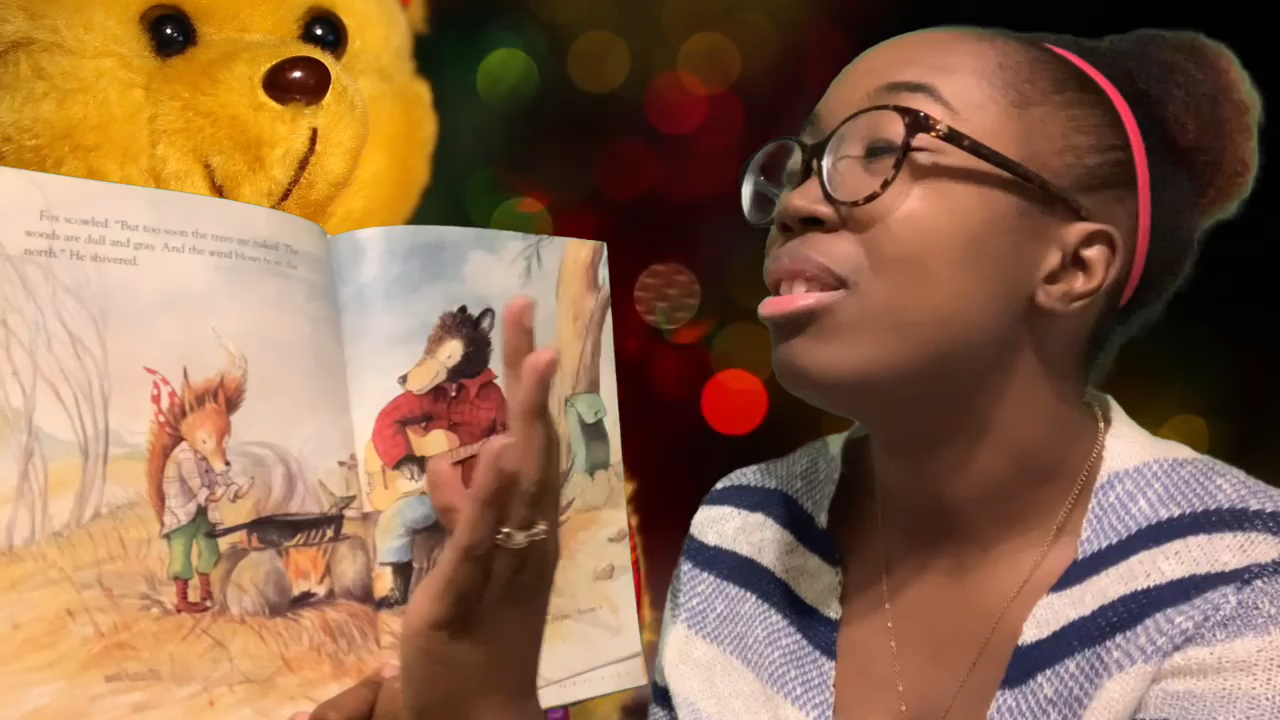 Fox scowled. "But too soon the trees are naked. The
woods are dull and gray. And the wind blows from the
north." He shivered.